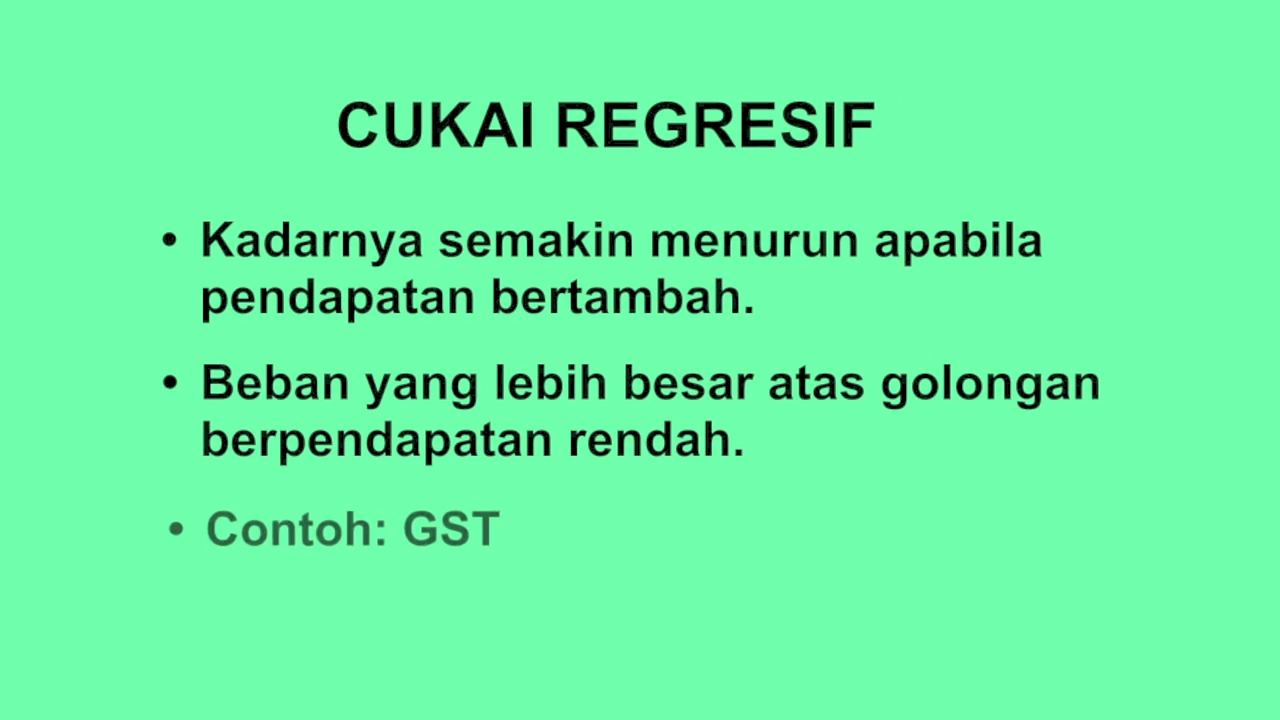 CUKAI REGRESIF
• Kadarnya semakin menurun apabila
pendapatan bertambah.
• Beban yang lebih besar atas golongan
berpendapatan rendah.
• Contoh: GST